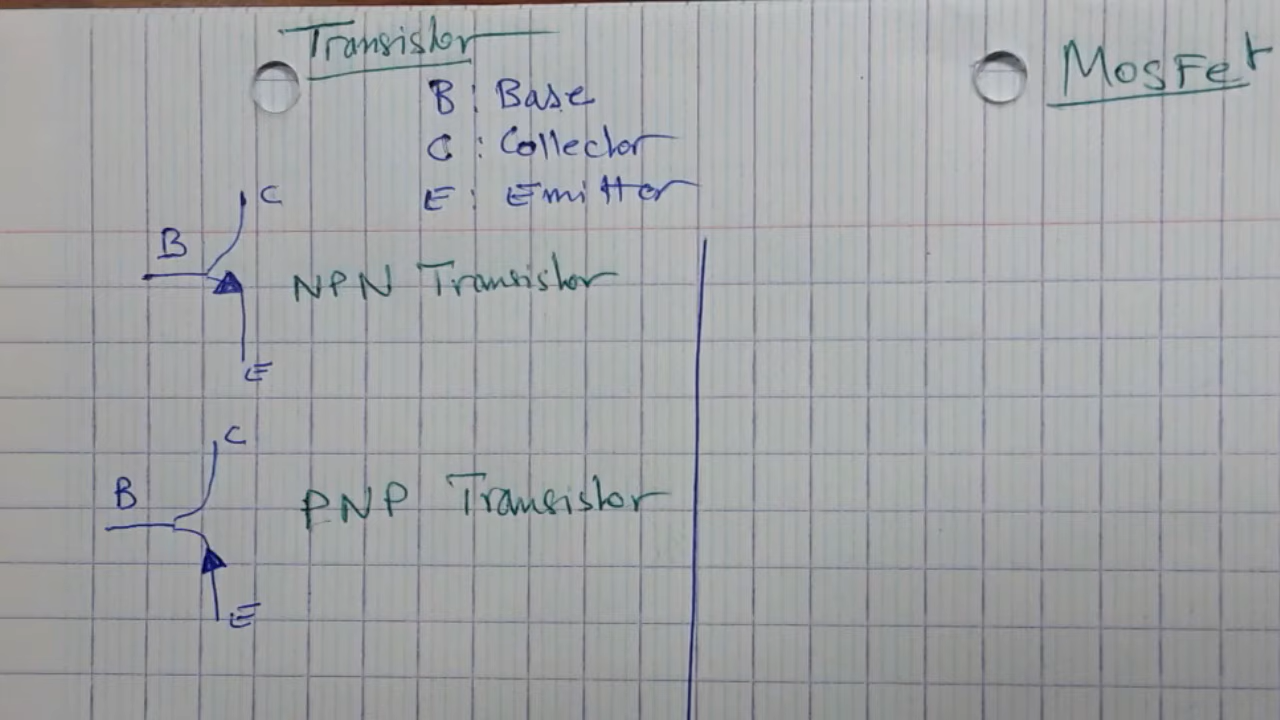 Transistor
MosFet
B : Base
C : Collector
E : Emitter
C
B
NPN Transistor
E
C
B
PNP Transistor
E